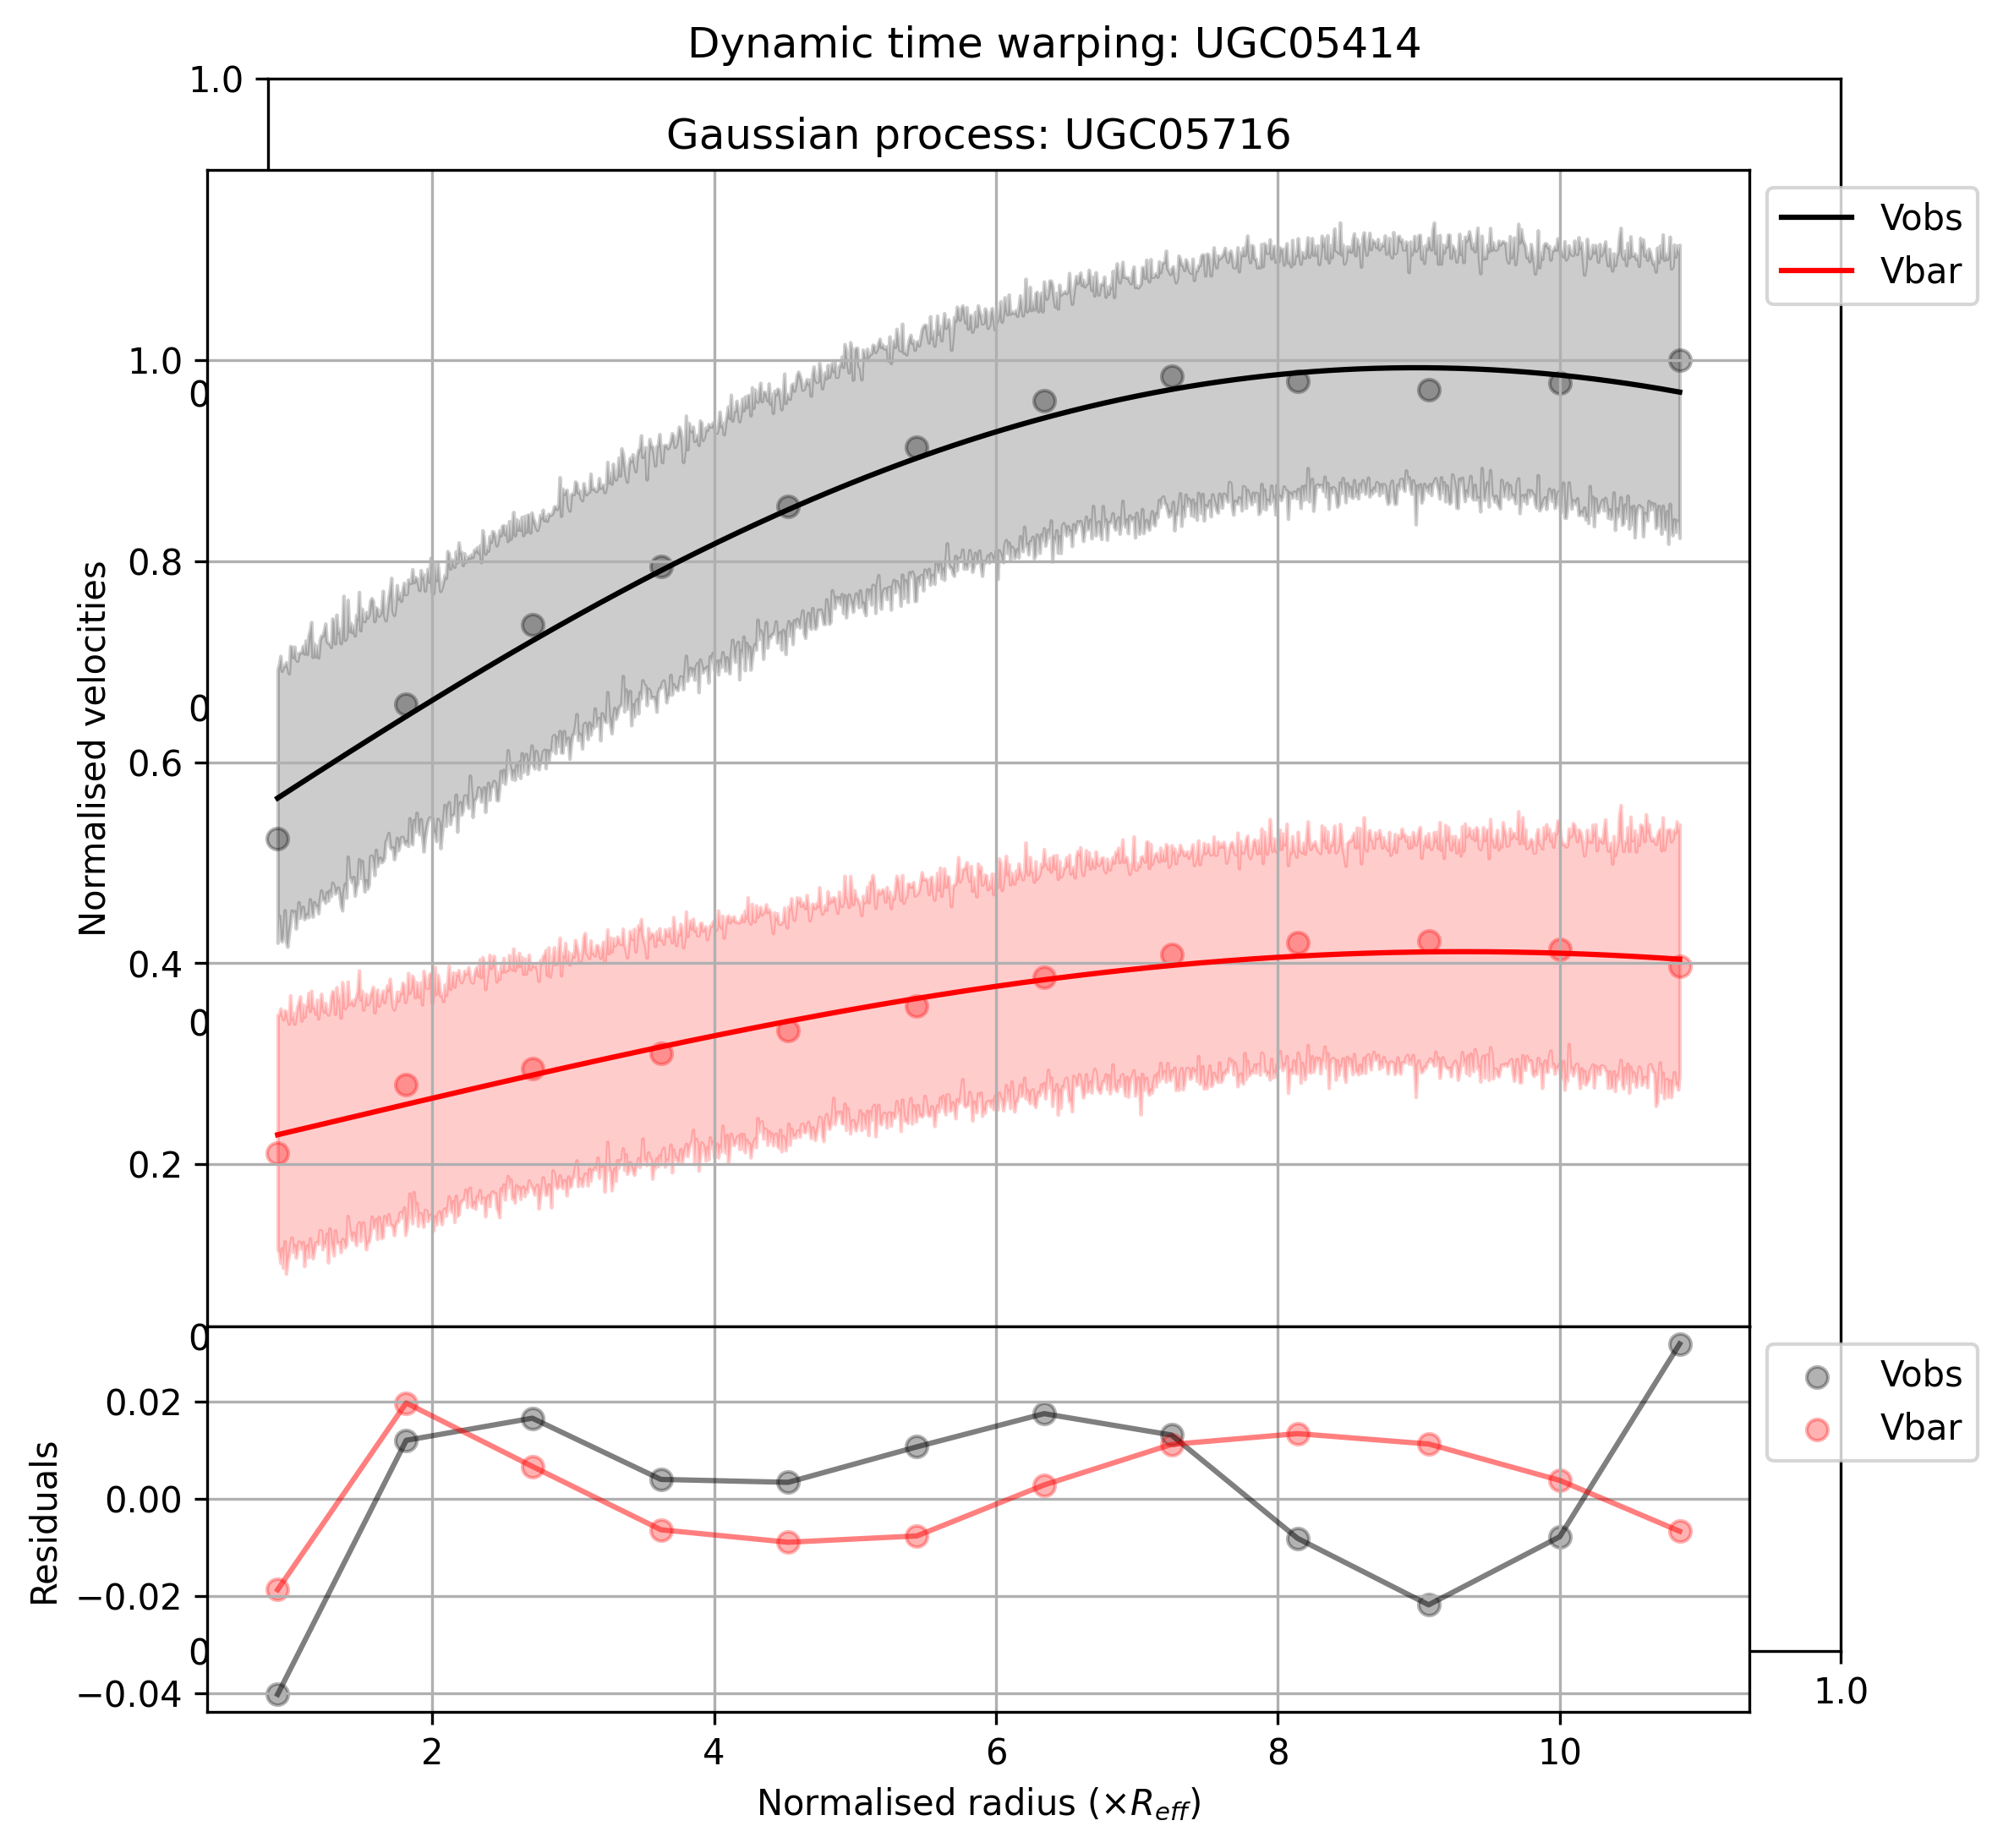 Dynamic time warping: UGC05414
1.0
Gaussian process: UGC05716
Vobs
Vbar
1.0
0
0.8
0
0.6
0.4
0
0.2
Normalised velocities
0
Vobs
Vbar
0.02
0.00
−0.02
0
−0.04
Residuals
1.0
2 4 6 8 10
Normalised radius (×R_eff)